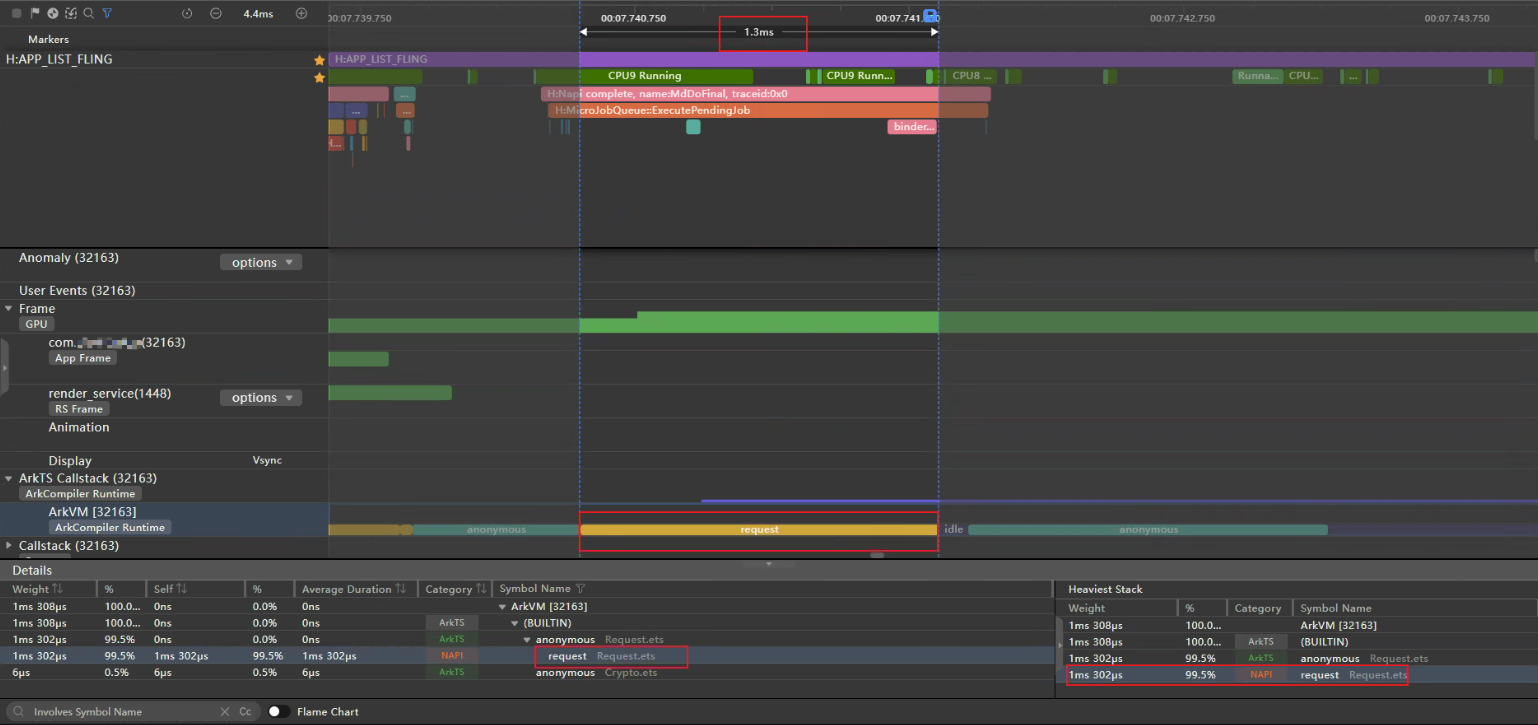 4.4ms
00:07.739.750
00:07.740.750
00:07.741.
00:07.742.750
00:07.743.750
Markers
1.3ms
H:APP_LIST_FLING
H:APP_LIST_FLING
CPU9 Running
CPU9 Runn...
CPU8 ...
Runna...
CPU...
...
...
H:Napi complete, name:MdDoFinal, traceid:0x0
...
...
H:MicroJobQueue::ExecutePendingJob
binder...
H...
Anomaly (32163)
options
User Events (32163)
Frame
GPU
com.
(32163)
App Frame
render_service(1448)
options
RS Frame
Animation
Display
Vsync
ArkTS Callstack (32163)
ArkCompiler Runtime
ArkVM [32163]
ArkCompiler Runtime
anonymous
request
idle
anonymous
Callstack (32163)
Details
Weight % Self % Average Duration Category Symbol Name
1ms 308μs 100.0... 0ns 0.0% 0ns ArkVM [32163]
1ms 308μs 100.0... 0ns 0.0% 0ns ArkTS (BUILTIN)
1ms 302μs 99.5% 0ns 0.0% 0ns ArkTS anonymous Request.ets
1ms 302μs 99.5% 1ms 302μs 99.5% 1ms 302μs NAPI request Request.ets
6μs 0.5% 6μs 0.5% 6μs ArkTS anonymous Crypto.ets
Heaviest Stack
Weight % Category Symbol Name
1ms 308μs 100.0... ArkVM [32163]
1ms 308μs 100.0... ArkTS (BUILTIN)
1ms 302μs 99.5% ArkTS anonymous Request.ets
1ms 302μs 99.5% NAPI request Request.ets
Involves Symbol Name
Cc
Flame Chart